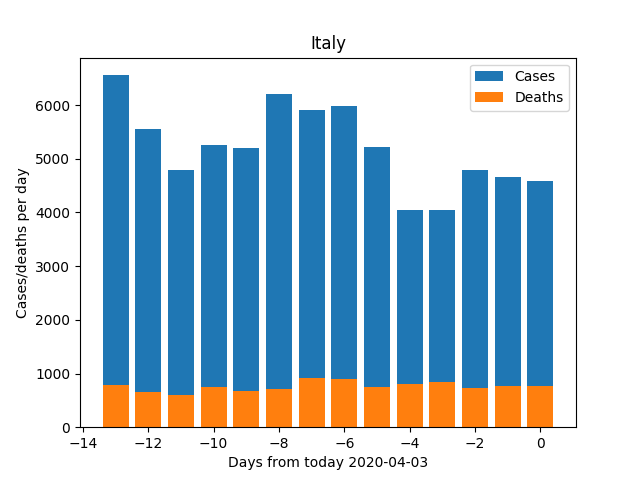 Italy
Cases
Deaths
Cases/deaths per day
6000
5000
4000
3000
2000
1000
0
−14 −12 −10 −8 −6 −4 −2 0
Days from today 2020-04-03